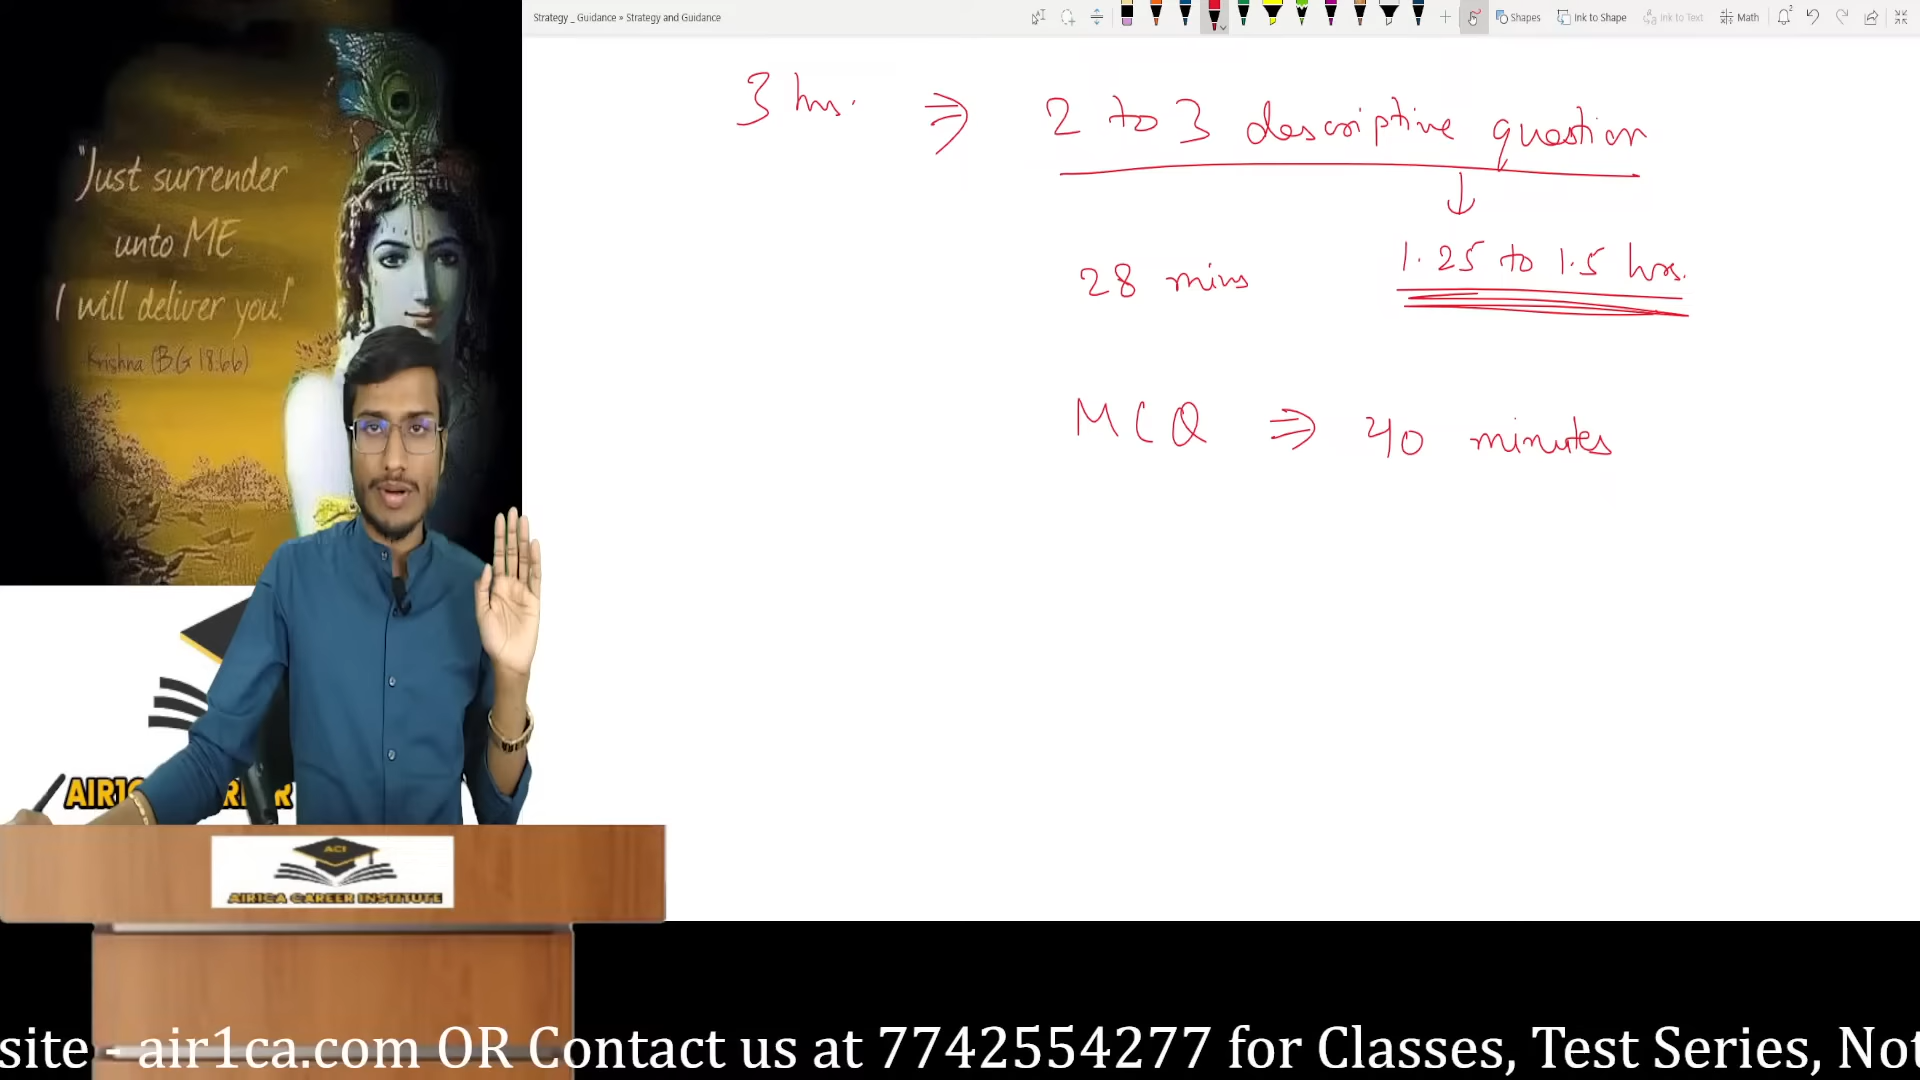 Strategy _ Guidance » Strategy and Guidance
Shapes
Ink to Shape
Ink to Text
Math
3 hrs. ⇒ 2 to 3 descriptive question
↓
28 mins
1.25 to 1.5 hrs.
MCQ ⇒ 40 minutes
"Just surrender
unto ME
I will deliver you!"
Krishna (B.G 18:66)
ACI
AIR1CA CAREER INSTITUTE
site - air1ca.com OR Contact us at 7742554277 for Classes, Test Series, Not